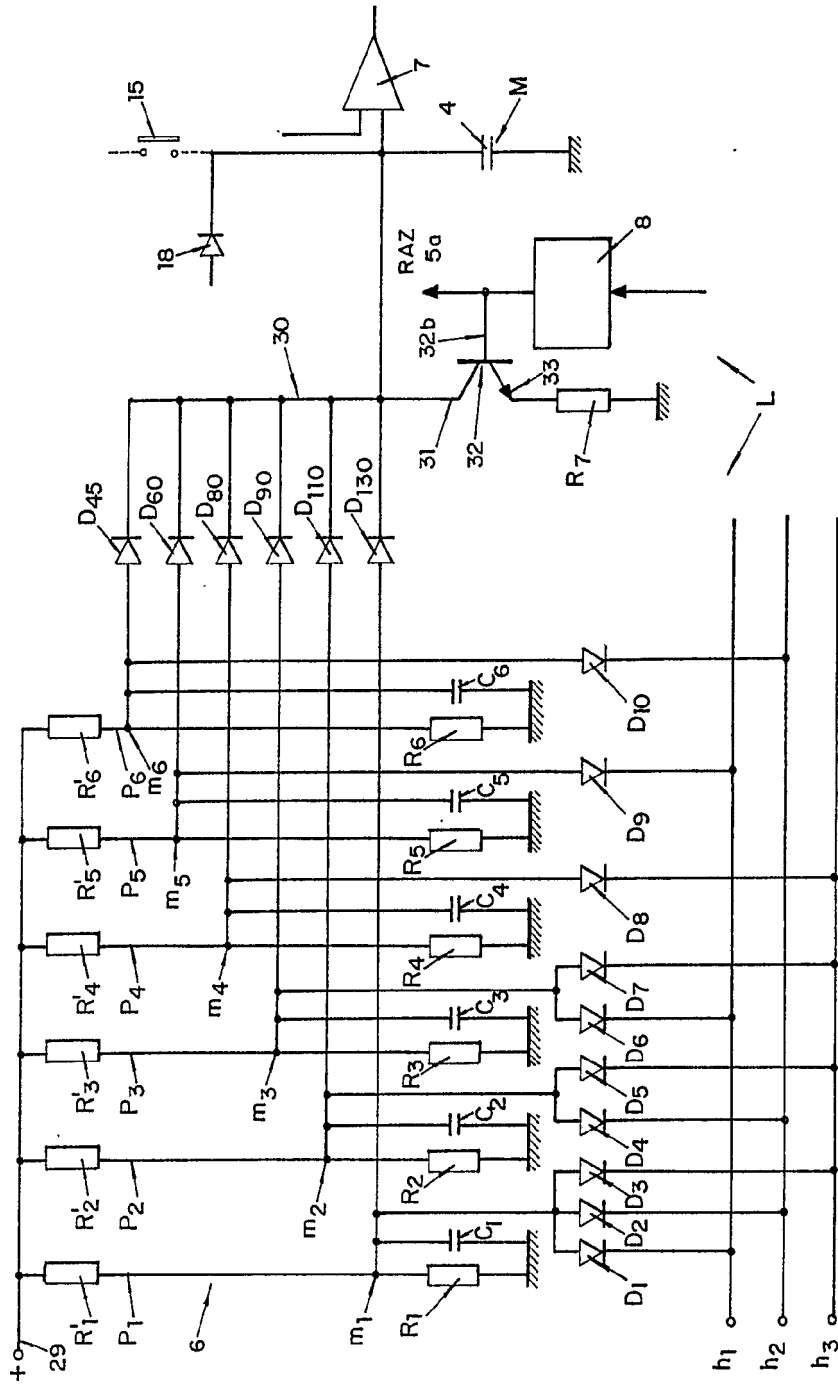 15
18
7
4
M
RAZ
5a
8
30
32b
31
32
33
R7
L
D45
D60
D80
D90
D110
D130
+
29
R'1
R'2
R'3
R'4
R'5
R'6
P1
P2
P3
P4
P5
P6
6
m1
m2
m3
m4
m5
m6
R1
C1
R2
C2
R3
C3
R4
C4
R5
C5
R6
C6
D1
D2
D3
D4
D5
D6
D7
D8
D9
D10
h1
h2
h3